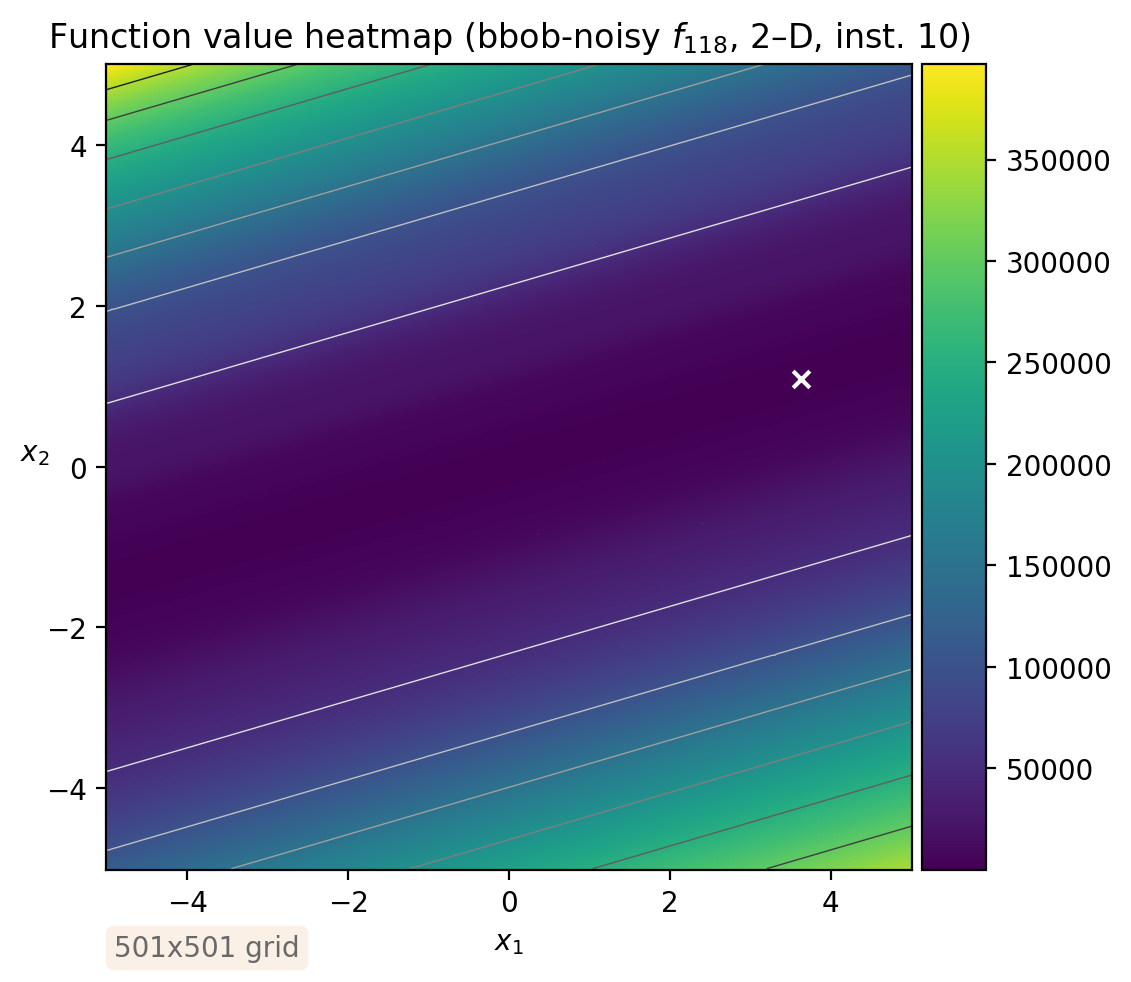 Function value heatmap (bbob-noisy f₁₁₈, 2–D, inst. 10)
4
2
0
−2
−4
x₂
−4 −2 0 2 4
x₁
350000
300000
250000
200000
150000
100000
50000
501x501 grid